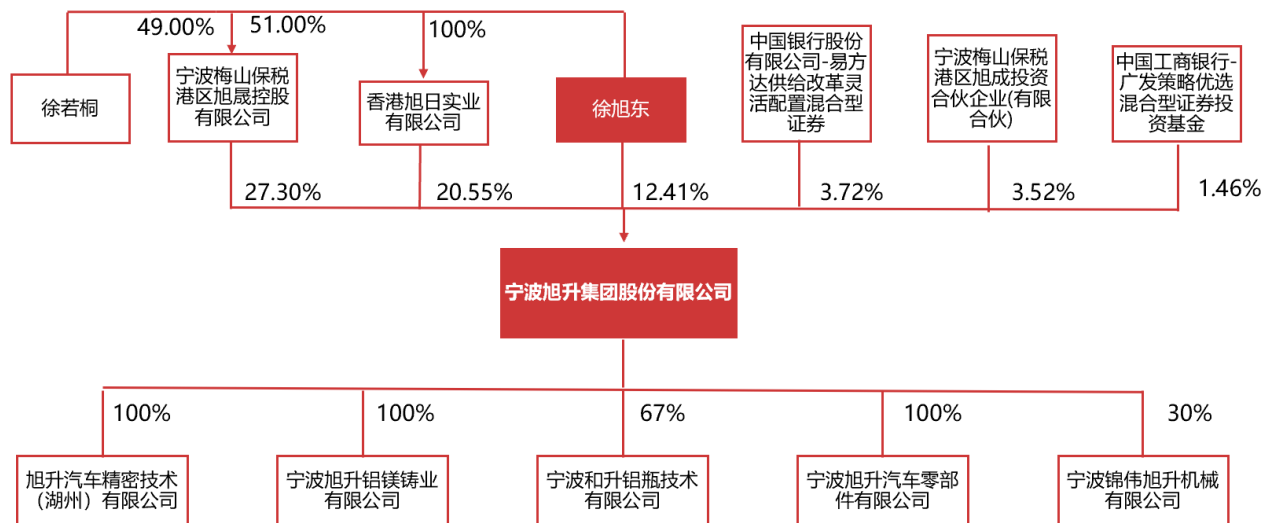 49.00%
51.00%
100%
徐若桐
宁波梅山保税
港区旭晟控股
有限公司
香港旭日实业
有限公司
徐旭东
中国银行股份
有限公司-易方
达供给改革灵
活配置混合型
证券
宁波梅山保税
港区旭成投资
合伙企业(有限
合伙)
中国工商银行-
广发策略优选
混合型证券投
资基金
27.30%
20.55%
12.41%
3.72%
3.52%
1.46%
宁波旭升集团股份有限公司
100%
100%
67%
100%
30%
旭升汽车精密技术
（湖州）有限公司
宁波旭升铝镁铸业
有限公司
宁波和升铝瓶技术
有限公司
宁波旭升汽车零部
件有限公司
宁波锦伟旭升机械
有限公司